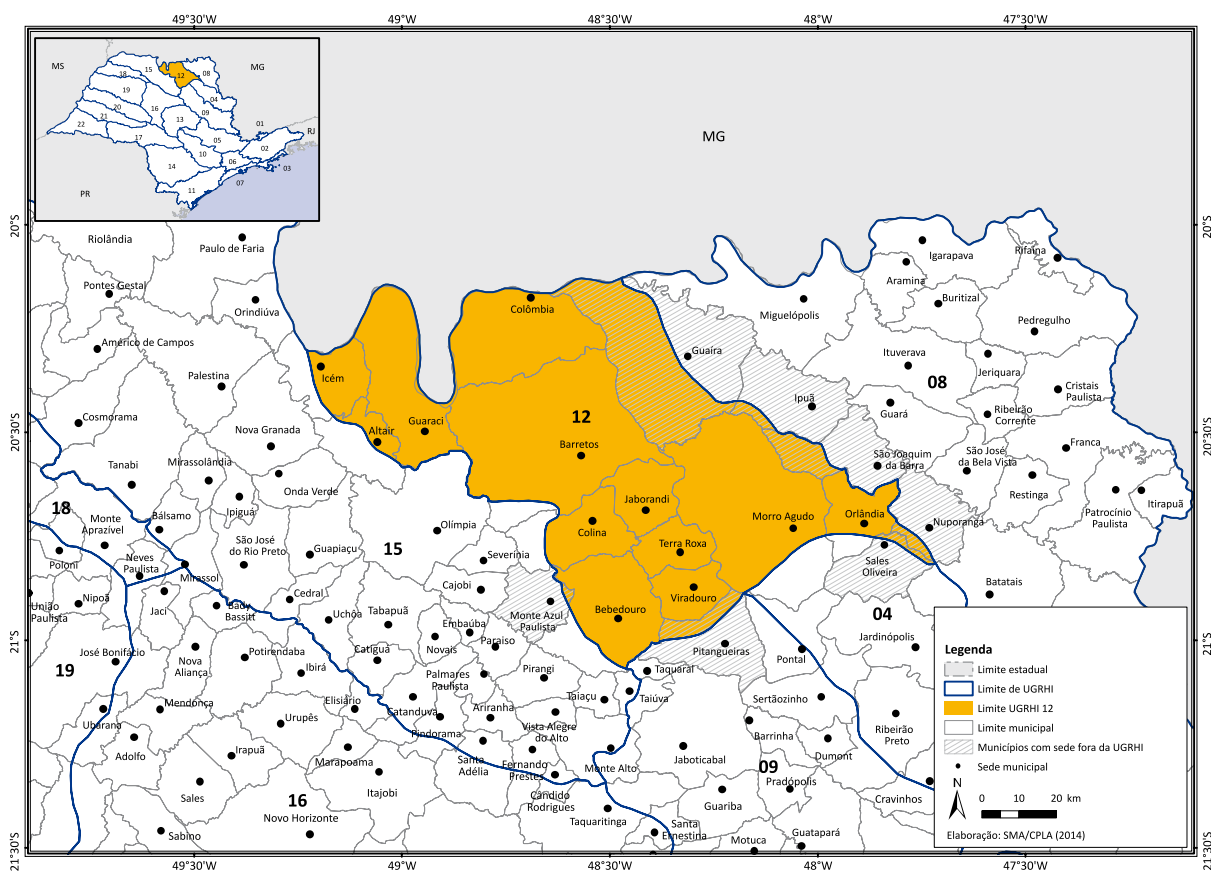 49°30'W
49°W
48°30'W
48°W
47°30'W
MS
MG
PR
RJ
15
12
08
18
19
20
21
22
16
13
04
09
17
05
10
06
14
11
07
01
02
03
MG
20°S
20°S
Riolândia
Paulo de Faria
Pontes Gestal
Orindiúva
Américo de Campos
Palestina
Cosmorama
Nova Granada
Tanabi
Mirassolândia
Onda Verde
Ipiguá
Icém
Altair
Guaraci
Colômbia
12
Barretos
Guaíra
Miguelópolis
Igarapava
Rifaina
Aramina
Buritizal
Pedregulho
Ituverava
Jeriquara
08
Cristais
Paulista
Ipuã
Guará
Ribeirão
Corrente
20°30'S
20°30'S
Franca
São Joaquim
da Barra
São José
da Bela Vista
Restinga
Patrocínio
Paulista
Itirapuã
Jaborandi
Colina
Terra Roxa
Viradouro
Bebedouro
Morro Agudo
Orlândia
Nuporanga
Sales
Oliveira
Batatais
18
Monte
Aprazível
Bálsamo
Poloni
Neves
Paulista
São José
do Rio Preto
Guapiaçu
Mirassol
15
Olímpia
Severínia
Cajobi
Monte Azul
Paulista
União
Paulista
Nipoã
Jaci
Bady
Bassitt
Cedral
Uchôa
Tabapuã
Embaúba
Novais
Paraiso
04
Jardinópolis
21°S
21°S
19
José Bonifácio
Nova
Aliança
Potirendaba
Ibirá
Catiguá
Palmares
Paulista
Pirangi
Taquaral
Pitangueiras
Pontal
Ubarana
Mendonça
Elisiário
Catanduva
Ariranha
Taiaçu
Taiúva
Sertãozinho
Adolfo
Urupês
Pindorama
Vista Alegre
do Alto
Barrinha
Ribeirão
Preto
Irapuã
Marapoama
Santa
Adélia
Fernando
Prestes
Monte Alto
Jaboticabal
Dumont
09
Pradópolis
Sales
16
Novo Horizonte
Itajobi
Cândido
Rodrigues
Taquaritinga
Guariba
Cravinhos
Sabino
Santa
Ernestina
Motuca
Guatapará
Legenda
Limite estadual
Limite de UGRHI
Limite UGRHI 12
Limite municipal
Municípios com sede fora da UGRHI
Sede municipal
N
0 10 20 km
Elaboração: SMA/CPLA (2014)
21°30'S
21°30'S
49°30'W
49°W
48°30'W
48°W
47°30'W